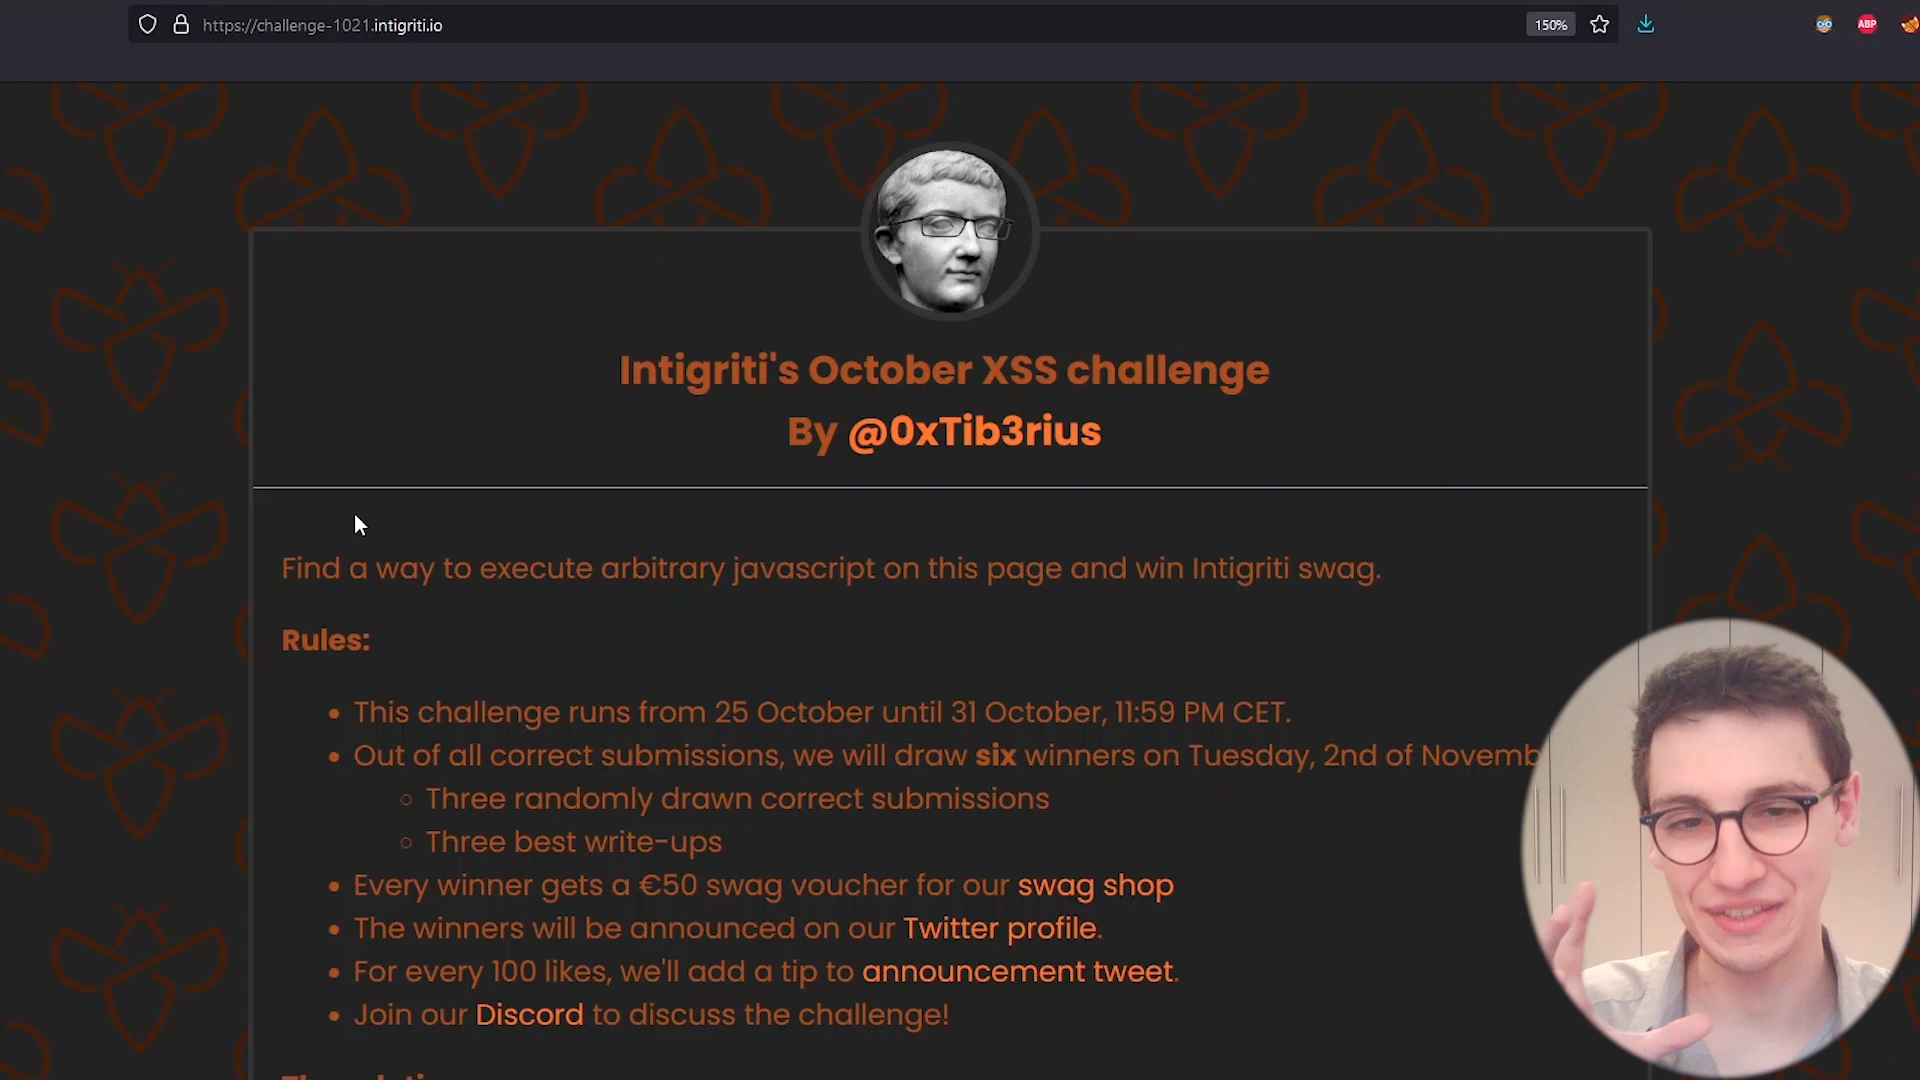 https://challenge-1021.intigriti.io
150%
ABP
Intigriti's October XSS challenge
By @0xTib3rius
Find a way to execute arbitrary javascript on this page and win Intigriti swag.
Rules:
This challenge runs from 25 October until 31 October, 11:59 PM CET.
Out of all correct submissions, we will draw six winners on Tuesday, 2nd of Novemb
Three randomly drawn correct submissions
Three best write-ups
Every winner gets a €50 swag voucher for our swag shop
The winners will be announced on our Twitter profile.
For every 100 likes, we'll add a tip to announcement tweet.
Join our Discord to discuss the challenge!